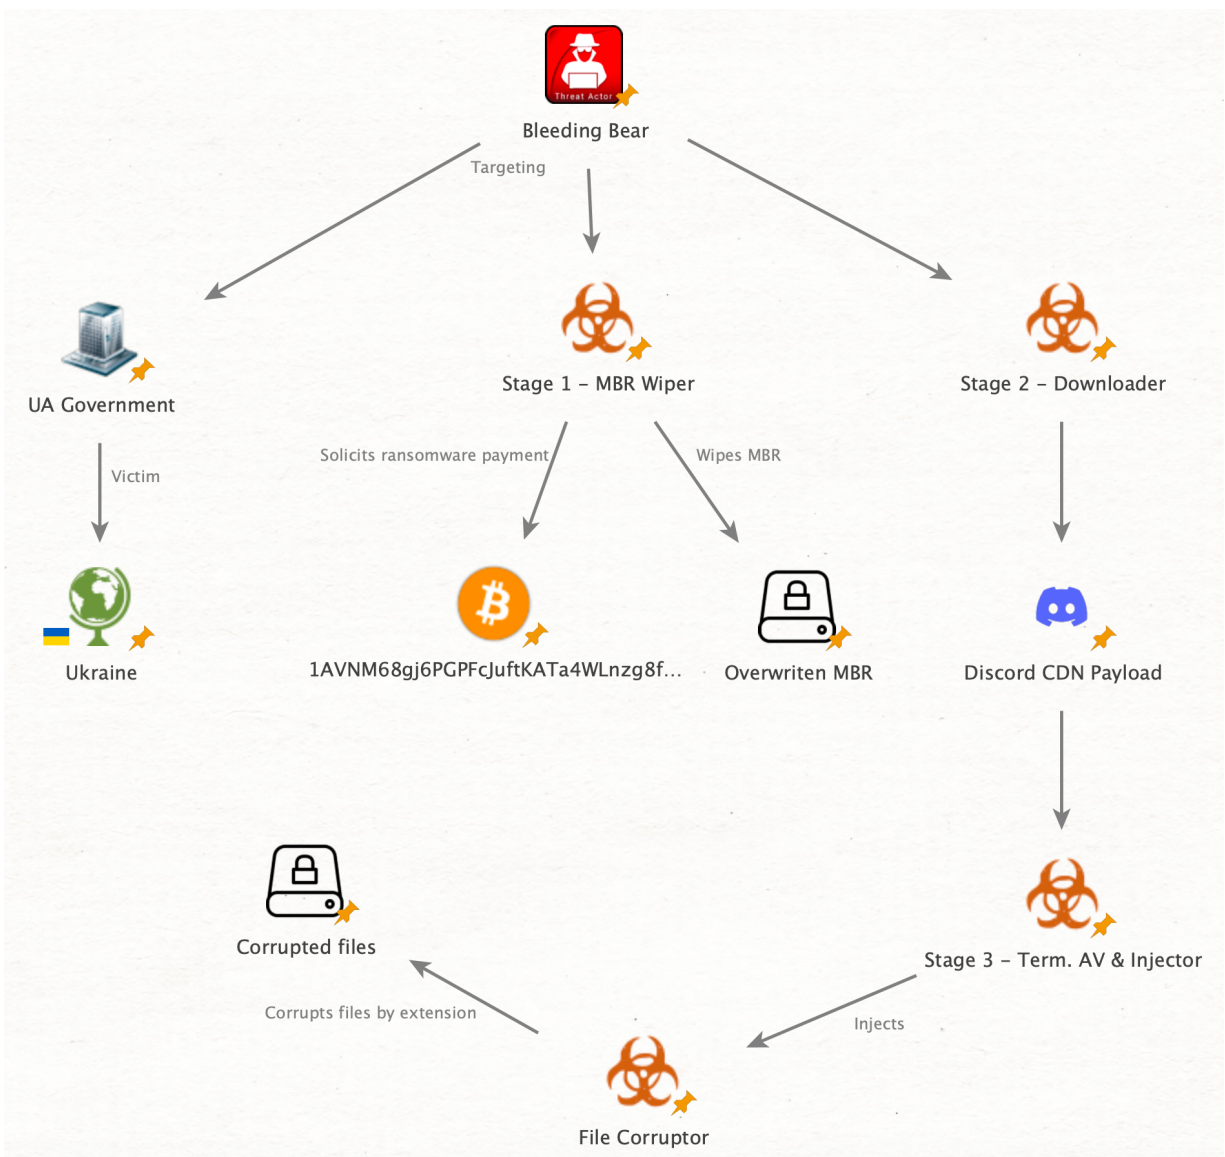 Threat Actor
Bleeding Bear
Targeting
UA Government
Stage 1 – MBR Wiper
Stage 2 – Downloader
Victim
Solicits ransomware payment
Wipes MBR
Ukraine
1AVNM68gj6PGPFcJuftKATa4WLnzg8f...
Overwriten MBR
Discord CDN Payload
Corrupted files
Stage 3 – Term. AV & Injector
Corrupts files by extension
Injects
File Corruptor